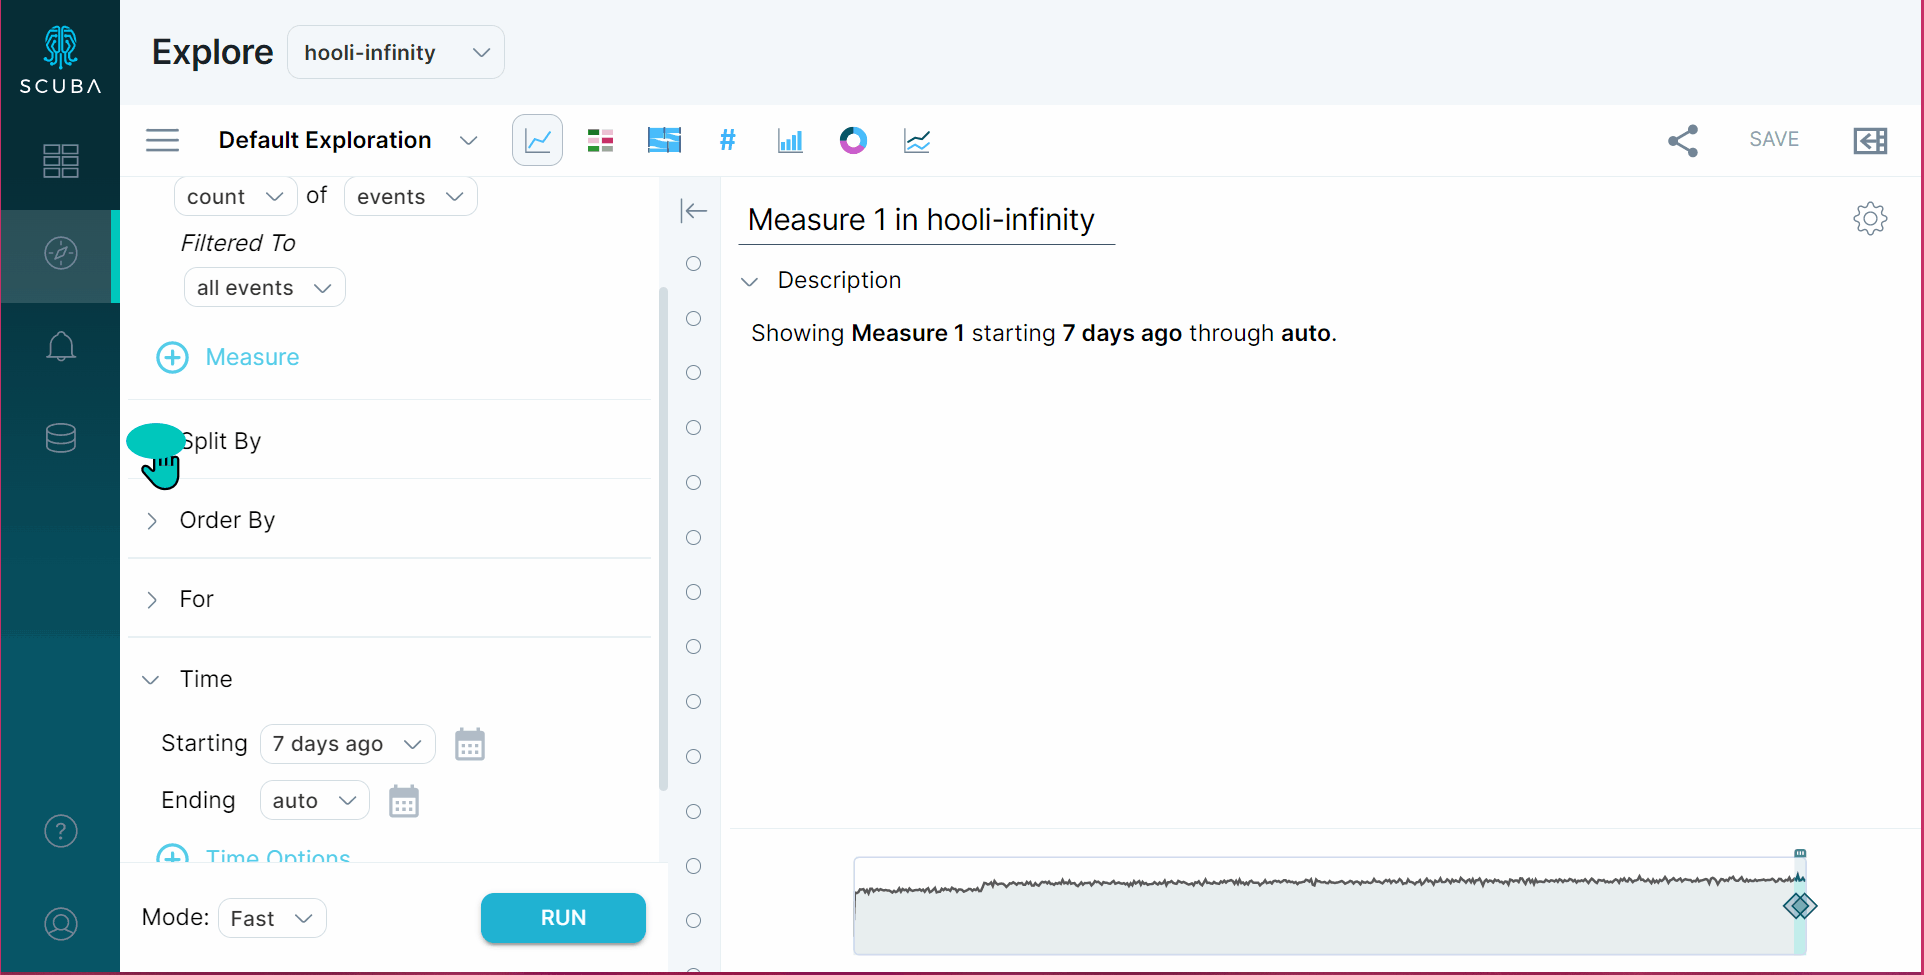 SCUBA
Explore
hooli-infinity
Default Exploration
#
SAVE
count of events
Filtered To
all events
Measure
Split By
Order By
For
Time
Starting 7 days ago
Ending auto
Time Options
Mode: Fast
RUN
Measure 1 in hooli-infinity
Description
Showing Measure 1 starting 7 days ago through auto.
?